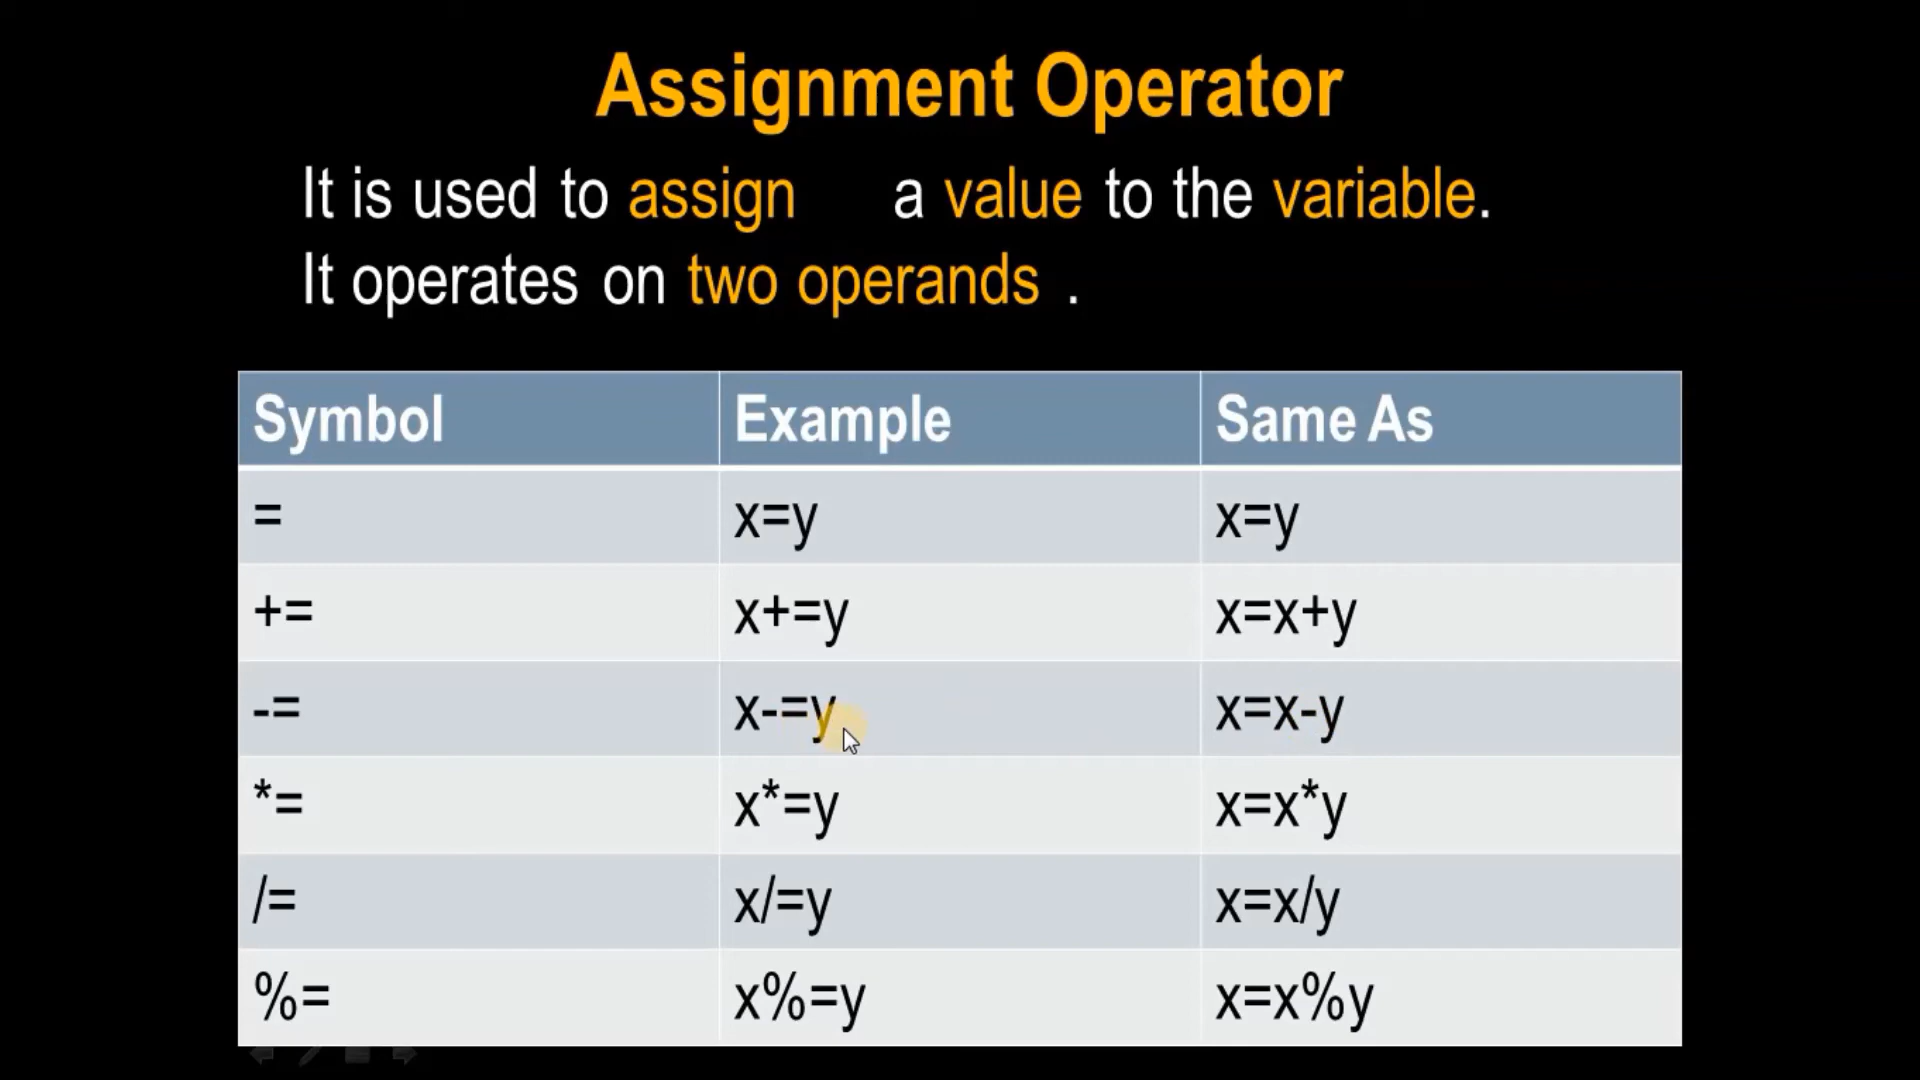 Assignment Operator
It is used to assign a value to the variable.
It operates on two operands .
Symbol Example Same As
= x=y x=y
+= x+=y x=x+y
-= x-=y x=x-y
*= x*=y x=x*y
/= x/=y x=x/y
%= x%=y x=x%y